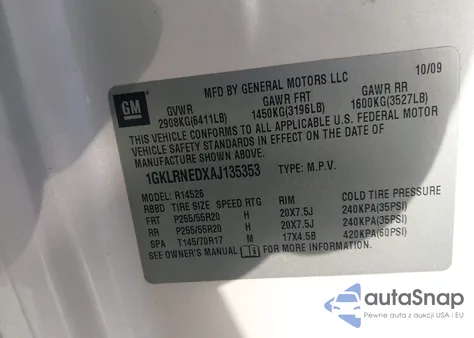 10/09
MFD BY GENERAL MOTORS LLC
GM
GVWR GAWR FRT GAWR RR
2908KG(6411LB) 1450KG(3196LB) 1600KG(3527LB)
THIS VEHICLE CONFORMS TO ALL APPLICABLE U.S. FEDERAL MOTOR
VEHICLE SAFETY STANDARDS IN EFFECT ON THE DATE OF
MANUFACTURE SHOWN ABOVE.
1GKLRNEDXAJ135353 TYPE: M.P.V.
MODEL: R14526
RBBD TIRE SIZE SPEED RTG RIM
FRT P255/55R20 H 20X7.5J 240KPA(35PSI)
RR P255/55R20 H 20X7.5J 240KPA(35PSI)
SPA T145/70R17 M 17X4.5B 420KPA(60PSI)
SEE OWNER'S MANUAL FOR MORE INFORMATION.
autoSnap
Pewne auta z aukcji USA i EU